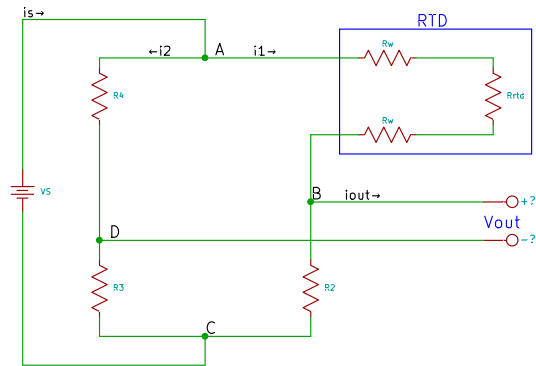 is→
RTD
←i2
A
i1→
Rw
R4
Rrtd
Rw
VS
B
iout→
+?
D
Vout
-?
R3
R2
C